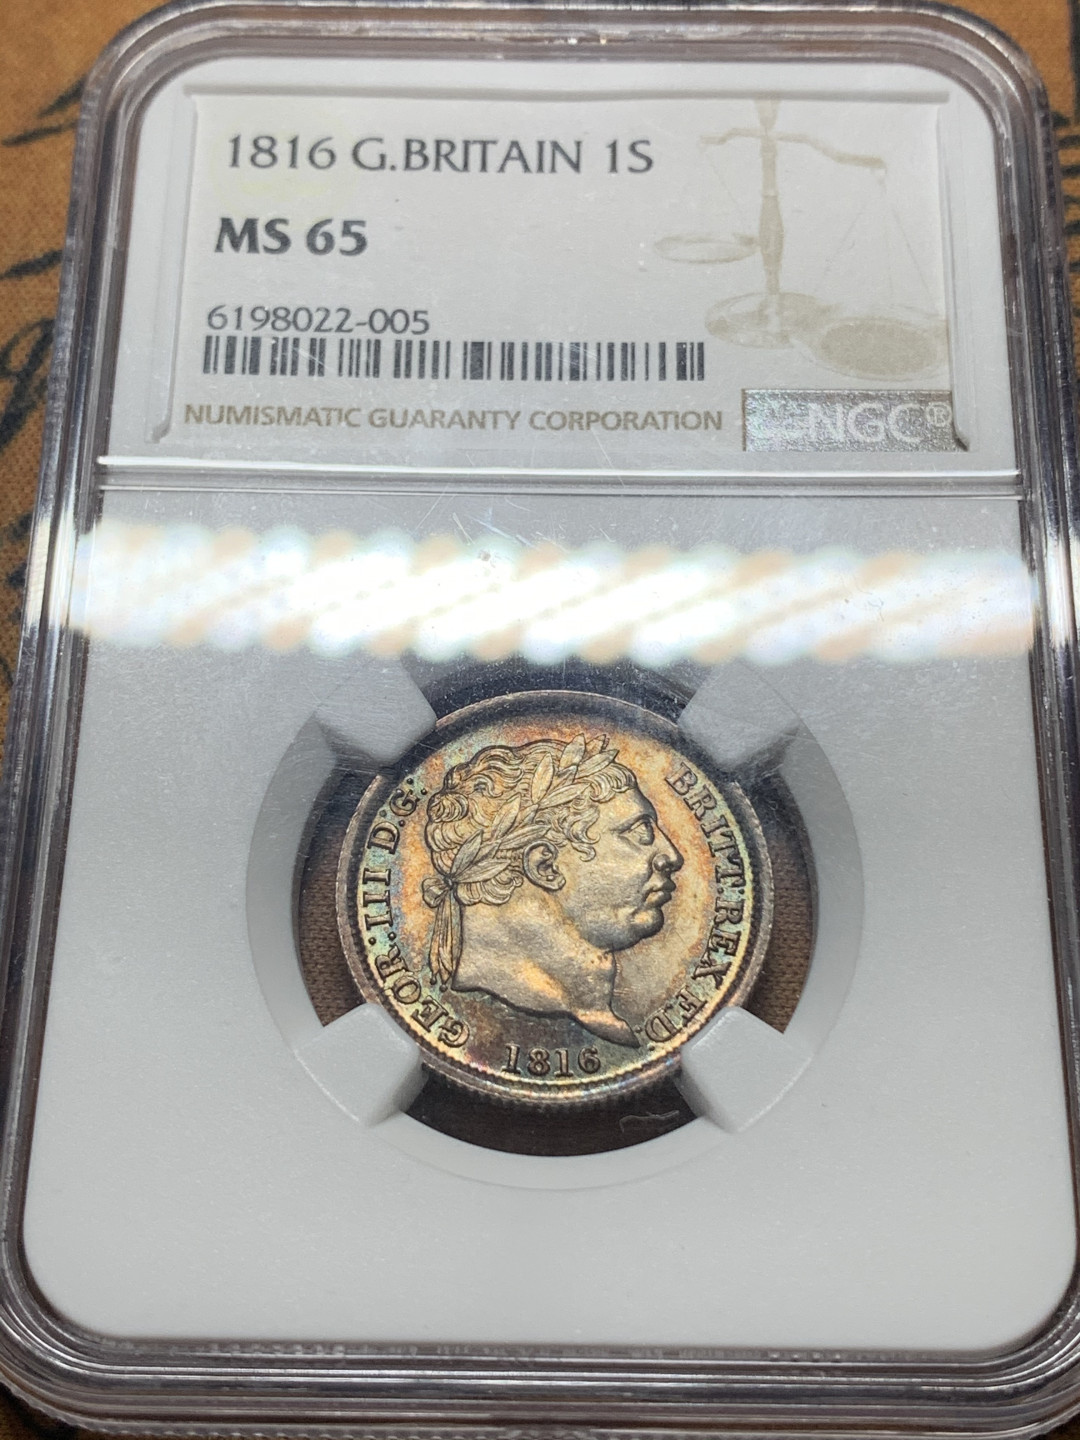 1816 G.BRITAIN 1S
MS 65
6198022-005
NUMISMATIC GUARANTY CORPORATION
NGC®
GEOR:III D:G: BRITT:REX F:D:
1816